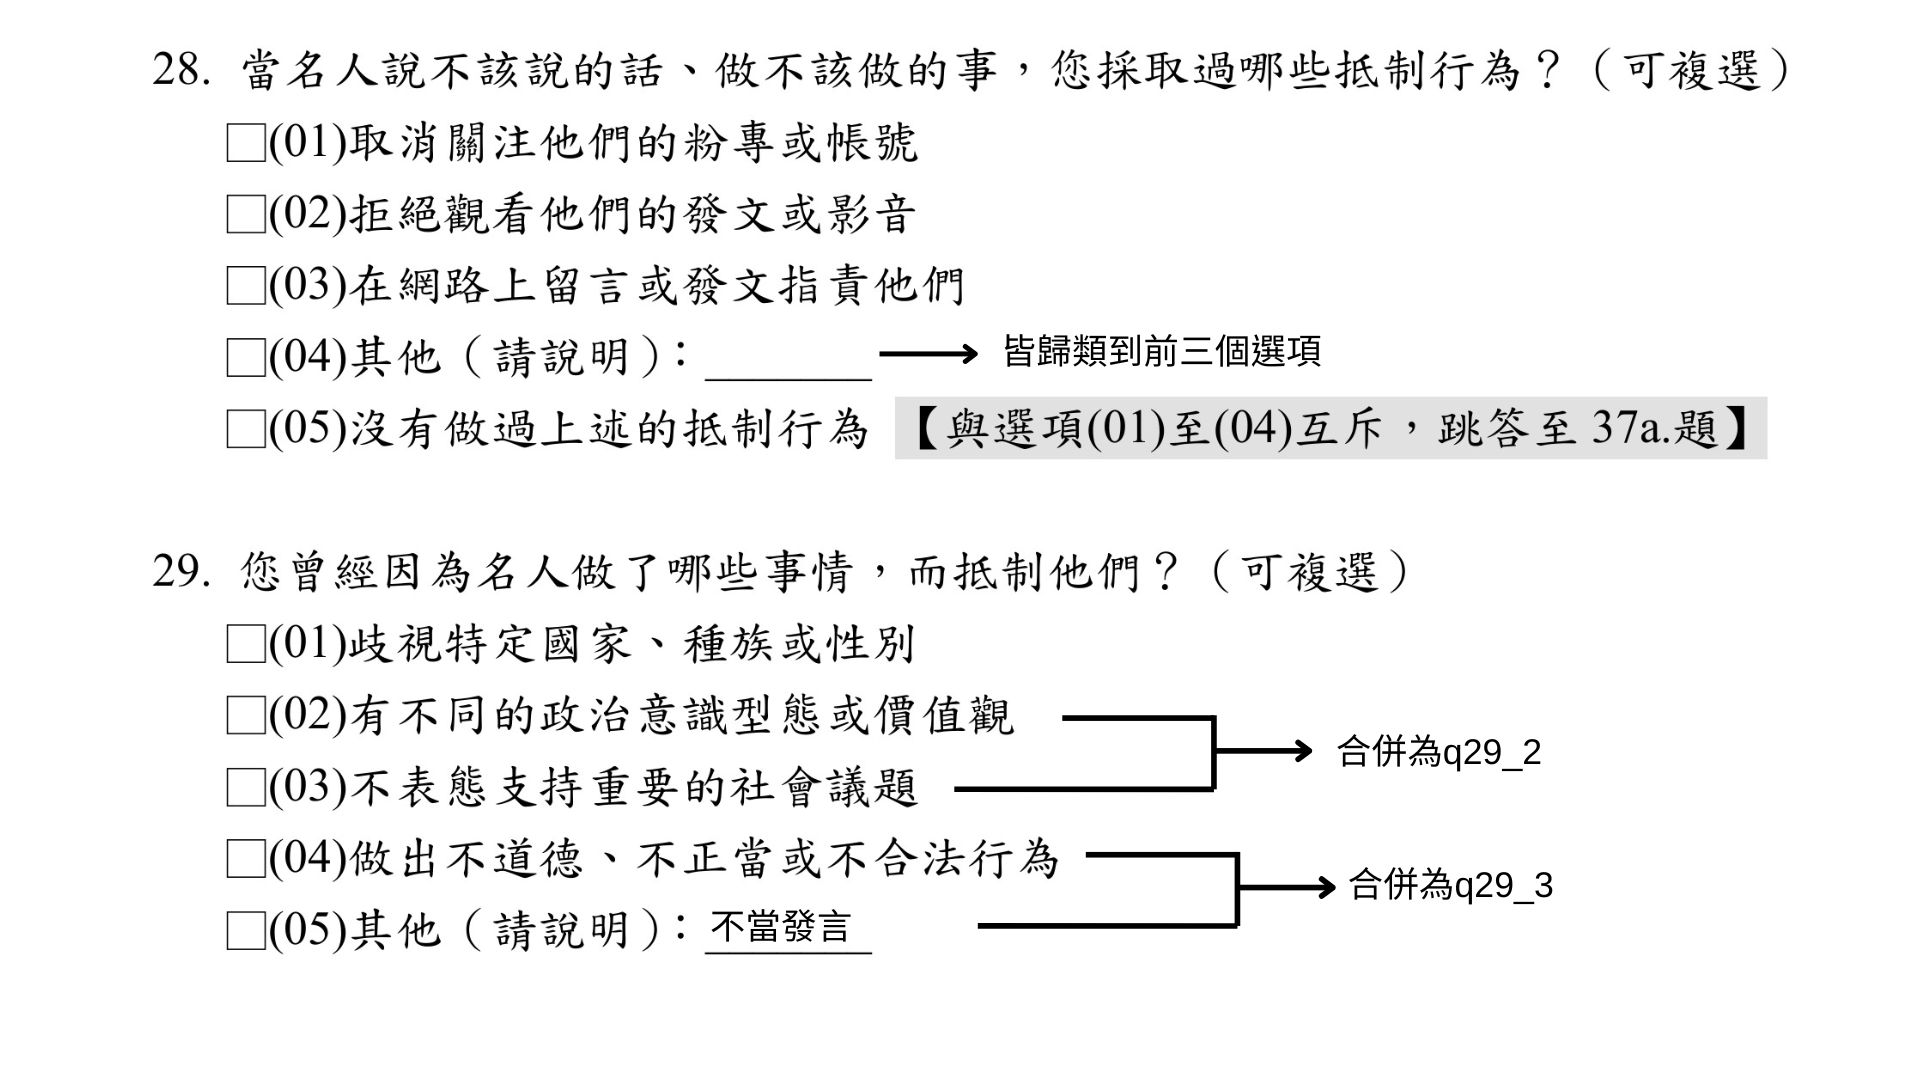 28. 當名人說不該說的話、做不該做的事，您採取過哪些抵制行為？（可複選）
□(01)取消關注他們的粉專或帳號
□(02)拒絕觀看他們的發文或影音
□(03)在網路上留言或發文指責他們
□(04)其他（請說明）：_______ 皆歸類到前三個選項
□(05)沒有做過上述的抵制行為 【與選項(01)至(04)互斥，跳答至 37a.題】
29. 您曾經因為名人做了哪些事情，而抵制他們？（可複選）
□(01)歧視特定國家、種族或性別
□(02)有不同的政治意識型態或價值觀
合併為q29_2
□(03)不表態支持重要的社會議題
□(04)做出不道德、不正當或不合法行為
合併為q29_3
□(05)其他（請說明）：不當發言